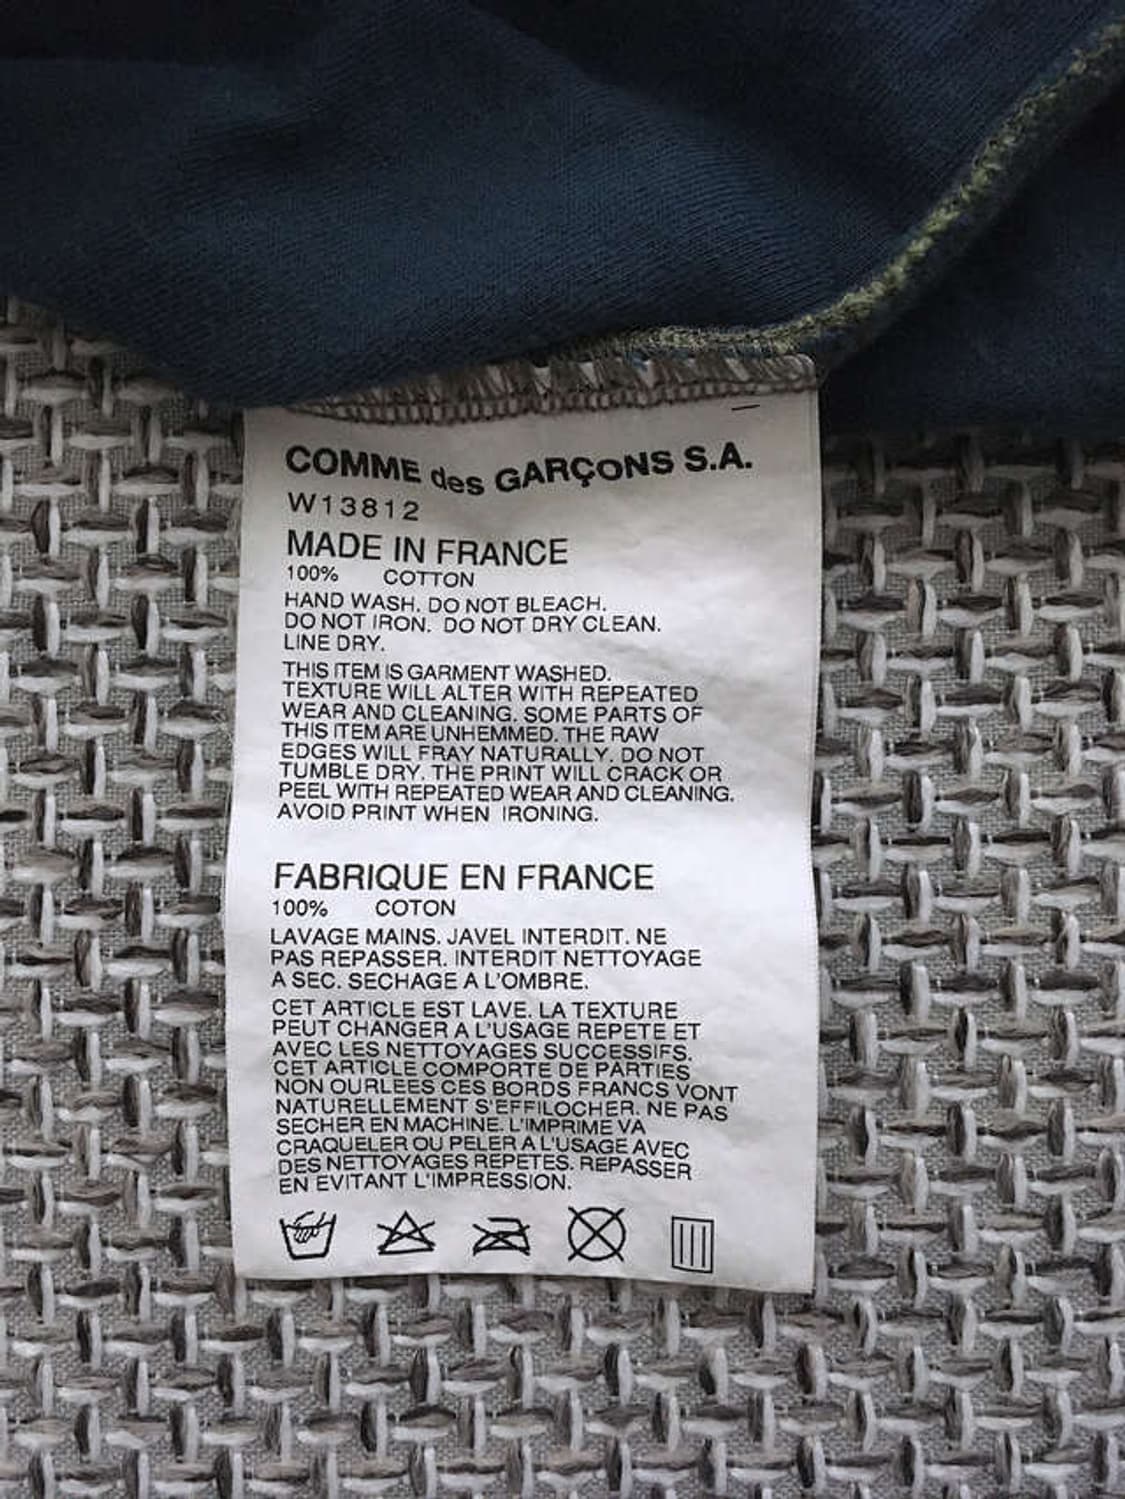 COMME des GARÇONS S.A.
W13812
MADE IN FRANCE
100% COTTON
HAND WASH. DO NOT BLEACH.
DO NOT IRON. DO NOT DRY CLEAN.
LINE DRY.
THIS ITEM IS GARMENT WASHED.
TEXTURE WILL ALTER WITH REPEATED
WEAR AND CLEANING. SOME PARTS OF
THIS ITEM ARE UNHEMMED. THE RAW
EDGES WILL FRAY NATURALLY. DO NOT
TUMBLE DRY. THE PRINT WILL CRACK OR
PEEL WITH REPEATED WEAR AND CLEANING.
AVOID PRINT WHEN IRONING.
FABRIQUE EN FRANCE
100% COTON
LAVAGE MAINS. JAVEL INTERDIT. NE
PAS REPASSER. INTERDIT NETTOYAGE
A SEC. SECHAGE A L'OMBRE.
CET ARTICLE EST LAVE. LA TEXTURE
PEUT CHANGER A L'USAGE REPETE ET
AVEC LES NETTOYAGES SUCCESSIFS.
CET ARTICLE COMPORTE DE PARTIES
NON OURLEES CES BORDS FRANCS VONT
NATURELLEMENT S'EFFILOCHER. NE PAS
SECHER EN MACHINE. L'IMPRIME VA
CRAQUELER OU PELER A L'USAGE AVEC
DES NETTOYAGES REPETES. REPASSER
EN EVITANT L'IMPRESSION.